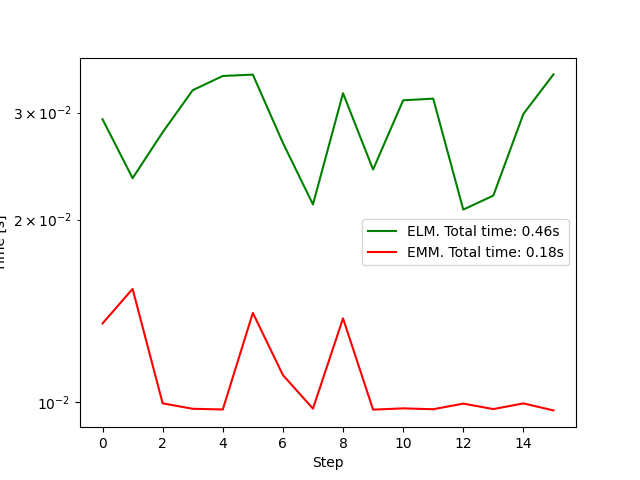 3 × 10⁻²
2 × 10⁻²
10⁻²
Time [s]
ELM. Total time: 0.46s
EMM. Total time: 0.18s
0 2 4 6 8 10 12 14
Step